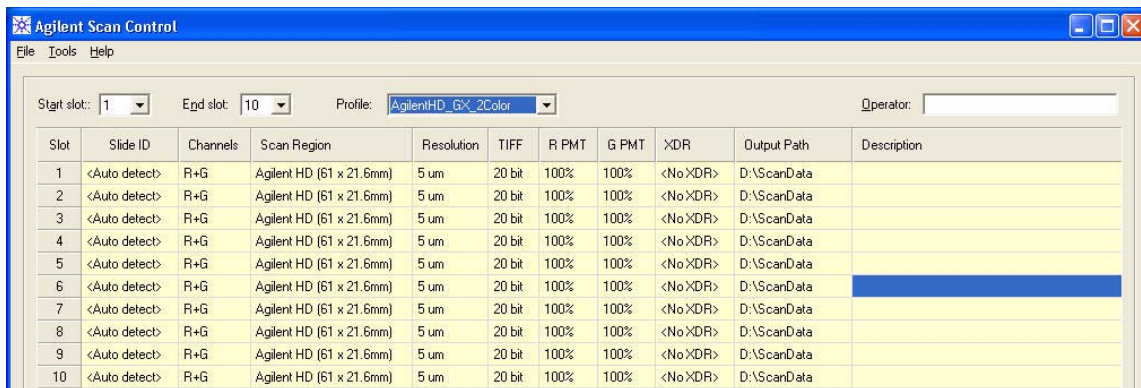 Agilent Scan Control
File Tools Help
Start slot:: 1 End slot: 10 Profile: AgilentHD_GX_2Color Operator:
Slot Slide ID Channels Scan Region Resolution TIFF R PMT G PMT XDR Output Path Description
1 <Auto detect> R+G Agilent HD (61 x 21.6mm) 5 um 20 bit 100% 100% <No XDR> D:\ScanData
2 <Auto detect> R+G Agilent HD (61 x 21.6mm) 5 um 20 bit 100% 100% <No XDR> D:\ScanData
3 <Auto detect> R+G Agilent HD (61 x 21.6mm) 5 um 20 bit 100% 100% <No XDR> D:\ScanData
4 <Auto detect> R+G Agilent HD (61 x 21.6mm) 5 um 20 bit 100% 100% <No XDR> D:\ScanData
5 <Auto detect> R+G Agilent HD (61 x 21.6mm) 5 um 20 bit 100% 100% <No XDR> D:\ScanData
6 <Auto detect> R+G Agilent HD (61 x 21.6mm) 5 um 20 bit 100% 100% <No XDR> D:\ScanData
7 <Auto detect> R+G Agilent HD (61 x 21.6mm) 5 um 20 bit 100% 100% <No XDR> D:\ScanData
8 <Auto detect> R+G Agilent HD (61 x 21.6mm) 5 um 20 bit 100% 100% <No XDR> D:\ScanData
9 <Auto detect> R+G Agilent HD (61 x 21.6mm) 5 um 20 bit 100% 100% <No XDR> D:\ScanData
10 <Auto detect> R+G Agilent HD (61 x 21.6mm) 5 um 20 bit 100% 100% <No XDR> D:\ScanData